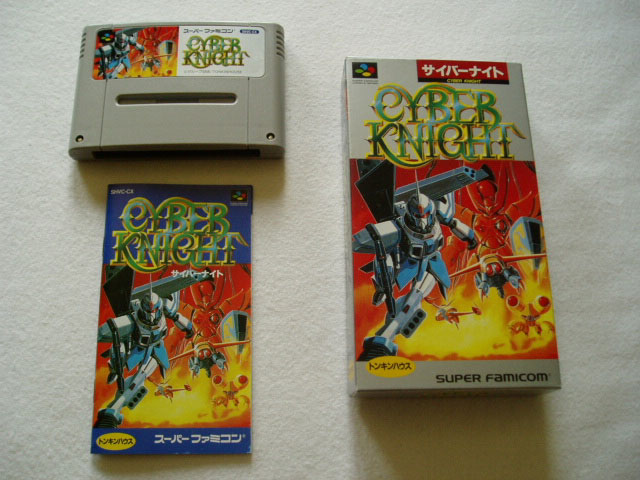 スーパーファミコン
SHVC-CX
CYBER
KNIGHT
サイバーナイト
CYBER KNIGHT
CYBER
KNIGHT
トンキンハウス
SUPER FAMICOM
SHVC-CX
CYBER
KNIGHT
サイバーナイト
トンキンハウス
スーパーファミコン